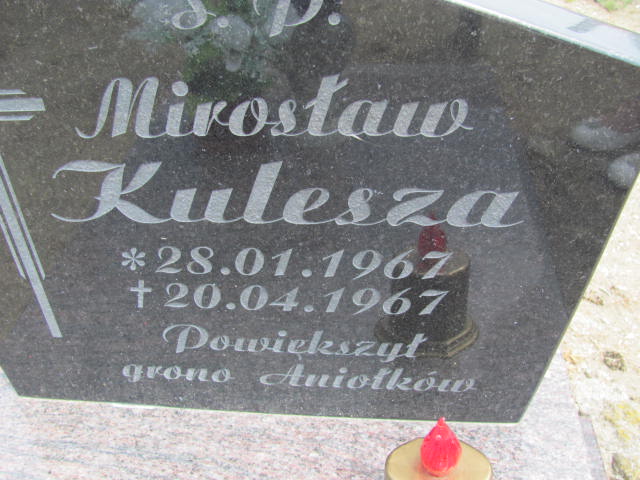 Ś. P.
Mirosław
Kulesza
*28.01.1967
†20.04.1967
Powiększył
grono Aniołków